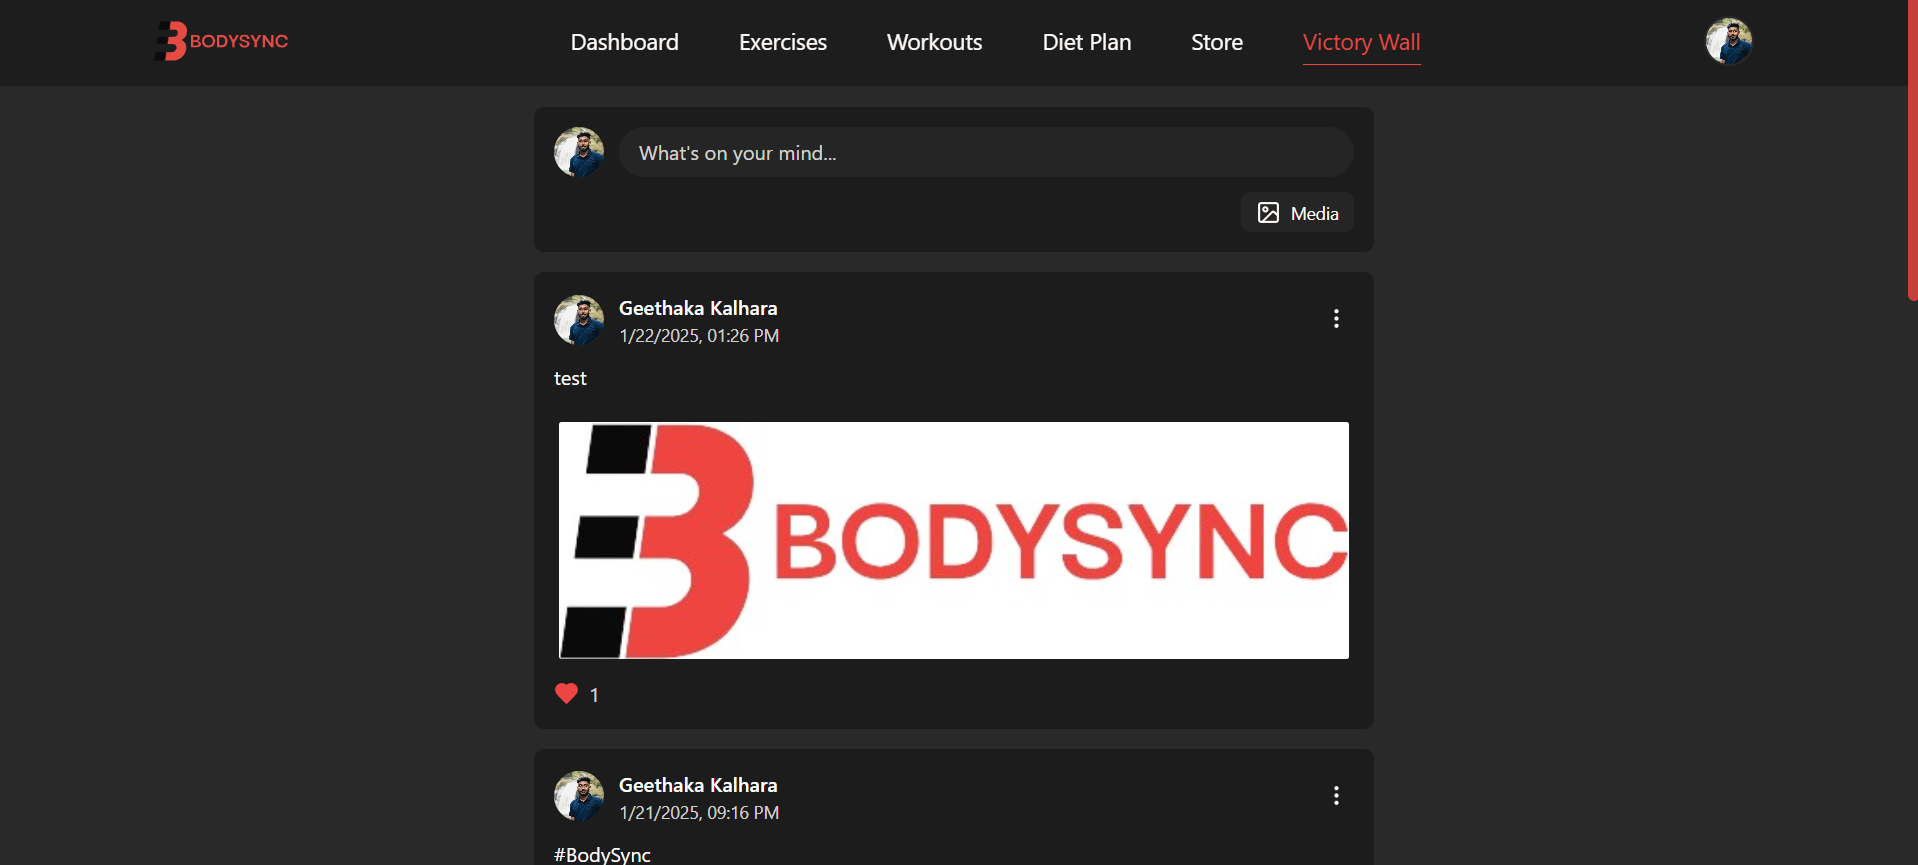 BODYSYNC
Dashboard
Exercises
Workouts
Diet Plan
Store
Victory Wall
What's on your mind...
Media
Geethaka Kalhara
1/22/2025, 01:26 PM
test
BODYSYNC
1
Geethaka Kalhara
1/21/2025, 09:16 PM
#BodySync